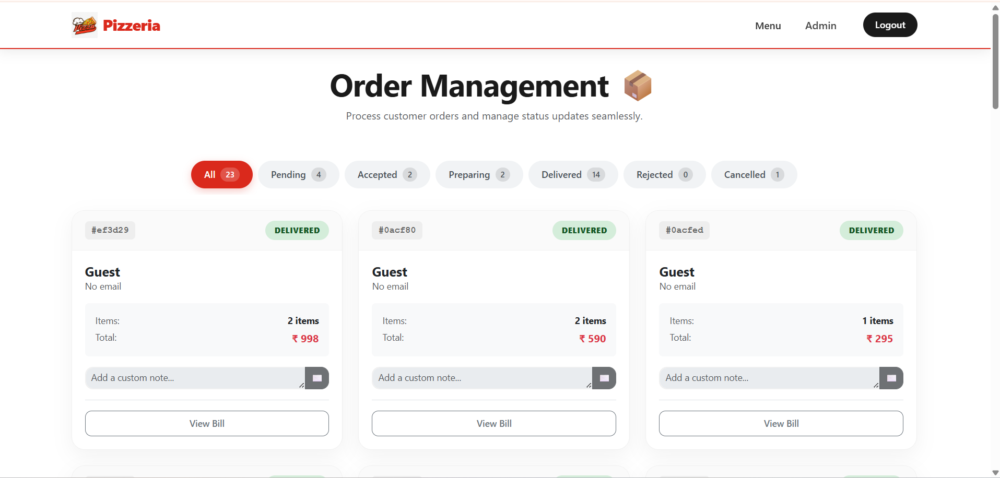 Pizza Pizzeria Menu Admin Logout
Order Management
Process customer orders and manage status updates seamlessly.
All 23 Pending 4 Accepted 2 Preparing 2 Delivered 14 Rejected 0 Cancelled 1
#ef3d29 DELIVERED #0acf80 DELIVERED #0acfed DELIVERED
Guest Guest Guest
No email No email No email
Items: 2 items Items: 2 items Items: 1 items
Total: ₹ 998 Total: ₹ 590 Total: ₹ 295
Add a custom note... Add a custom note... Add a custom note...
View Bill View Bill View Bill